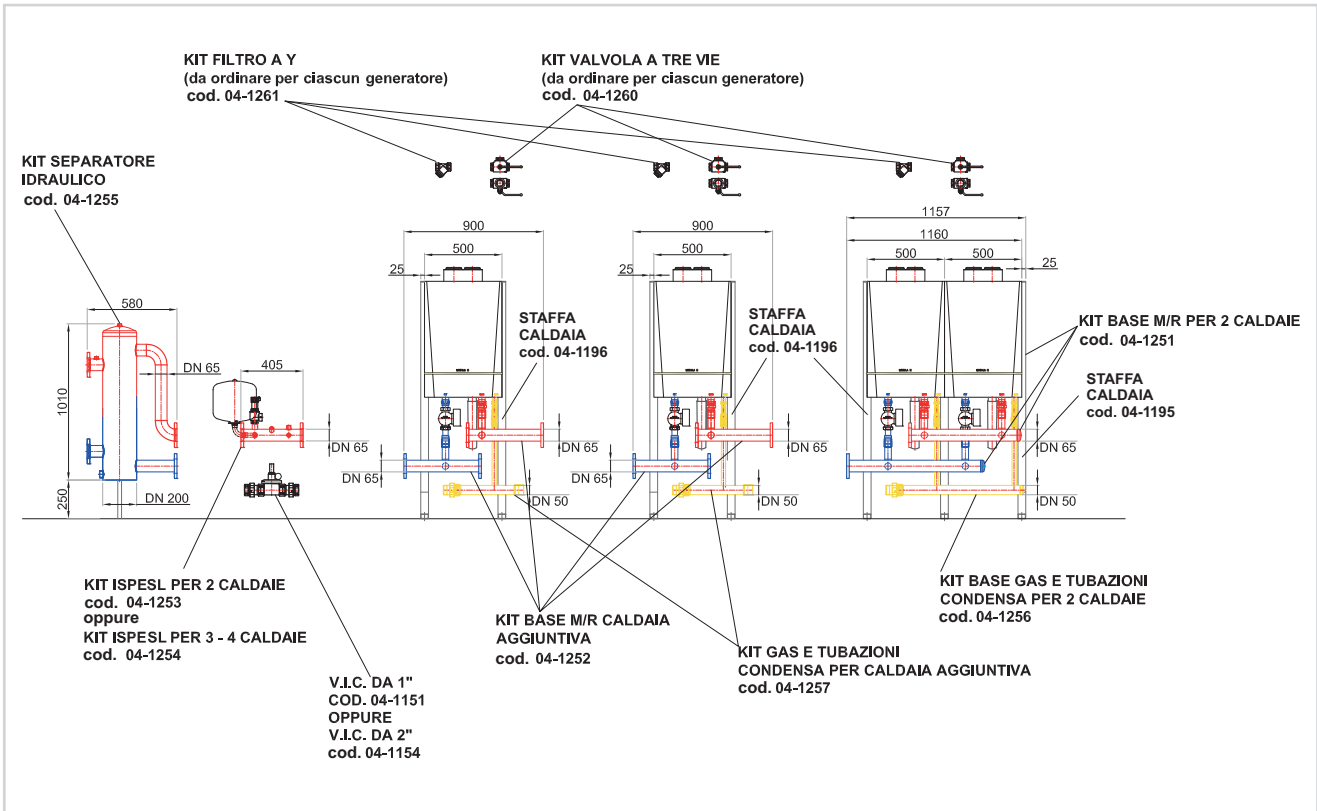 KIT FILTRO A Y
(da ordinare per ciascun generatore)
cod. 04-1261
KIT VALVOLA A TRE VIE
(da ordinare per ciascun generatore)
cod. 04-1260
KIT SEPARATORE
IDRAULICO
cod. 04-1255
580
1010
250
DN 65
DN 200
405
DN 65
900
500
25
STAFFA
CALDAIA
cod. 04-1196
DN 65
DN 65
DN 50
900
500
25
STAFFA
CALDAIA
cod. 04-1196
DN 65
DN 65
DN 50
1157
1160
500
500
25
KIT BASE M/R PER 2 CALDAIE
cod. 04-1251
STAFFA
CALDAIA
cod. 04-1195
DN 65
DN 50
KIT ISPESL PER 2 CALDAIE
cod. 04-1253
oppure
KIT ISPESL PER 3 - 4 CALDAIE
cod. 04-1254
V.I.C. DA 1"
COD. 04-1151
OPPURE
V.I.C. DA 2"
cod. 04-1154
KIT BASE M/R CALDAIA
AGGIUNTIVA
cod. 04-1252
KIT GAS E TUBAZIONI
CONDENSA PER CALDAIA AGGIUNTIVA
cod. 04-1257
KIT BASE GAS E TUBAZIONI
CONDENSA PER 2 CALDAIE
cod. 04-1256